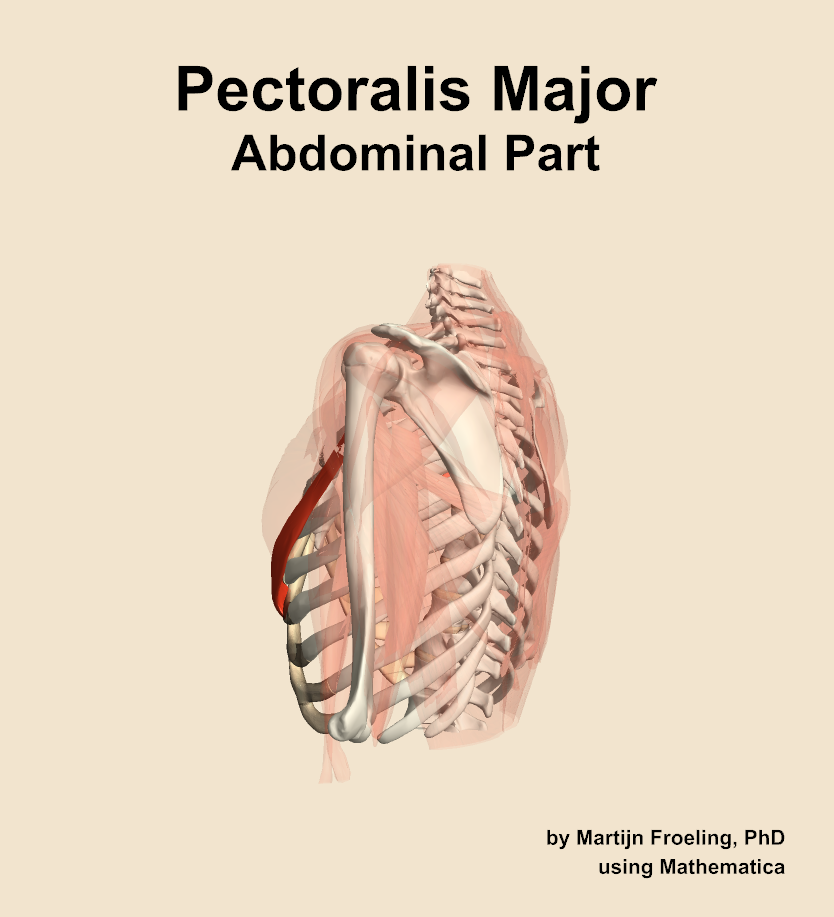 Pectoralis Major
Abdominal Part
by Martijn Froeling, PhD
using Mathematica